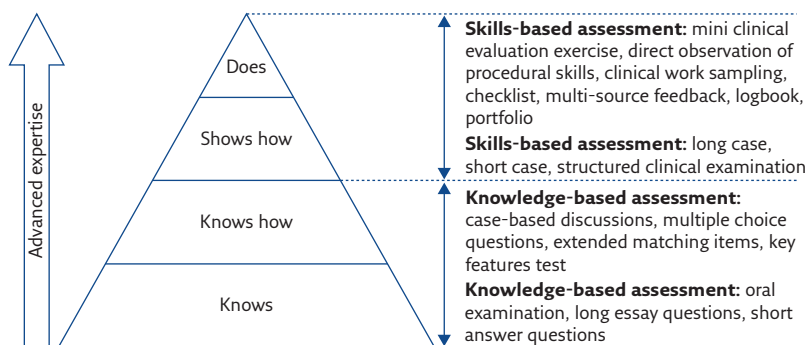 Advanced expertise
Does
Shows how
Knows how
Knows
Skills-based assessment: mini clinical
evaluation exercise, direct observation of
procedural skills, clinical work sampling,
checklist, multi-source feedback, logbook,
portfolio
Skills-based assessment: long case,
short case, structured clinical examination
Knowledge-based assessment:
case-based discussions, multiple choice
questions, extended matching items, key
features test
Knowledge-based assessment: oral
examination, long essay questions, short
answer questions